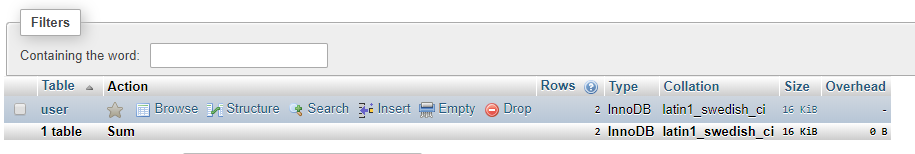 Filters
Containing the word:
Table Action Rows Type Collation Size Overhead
user Browse Structure Search Insert Empty Drop 2 InnoDB latin1_swedish_ci 16 KiB -
1 table Sum 2 InnoDB latin1_swedish_ci 16 KiB 0 B